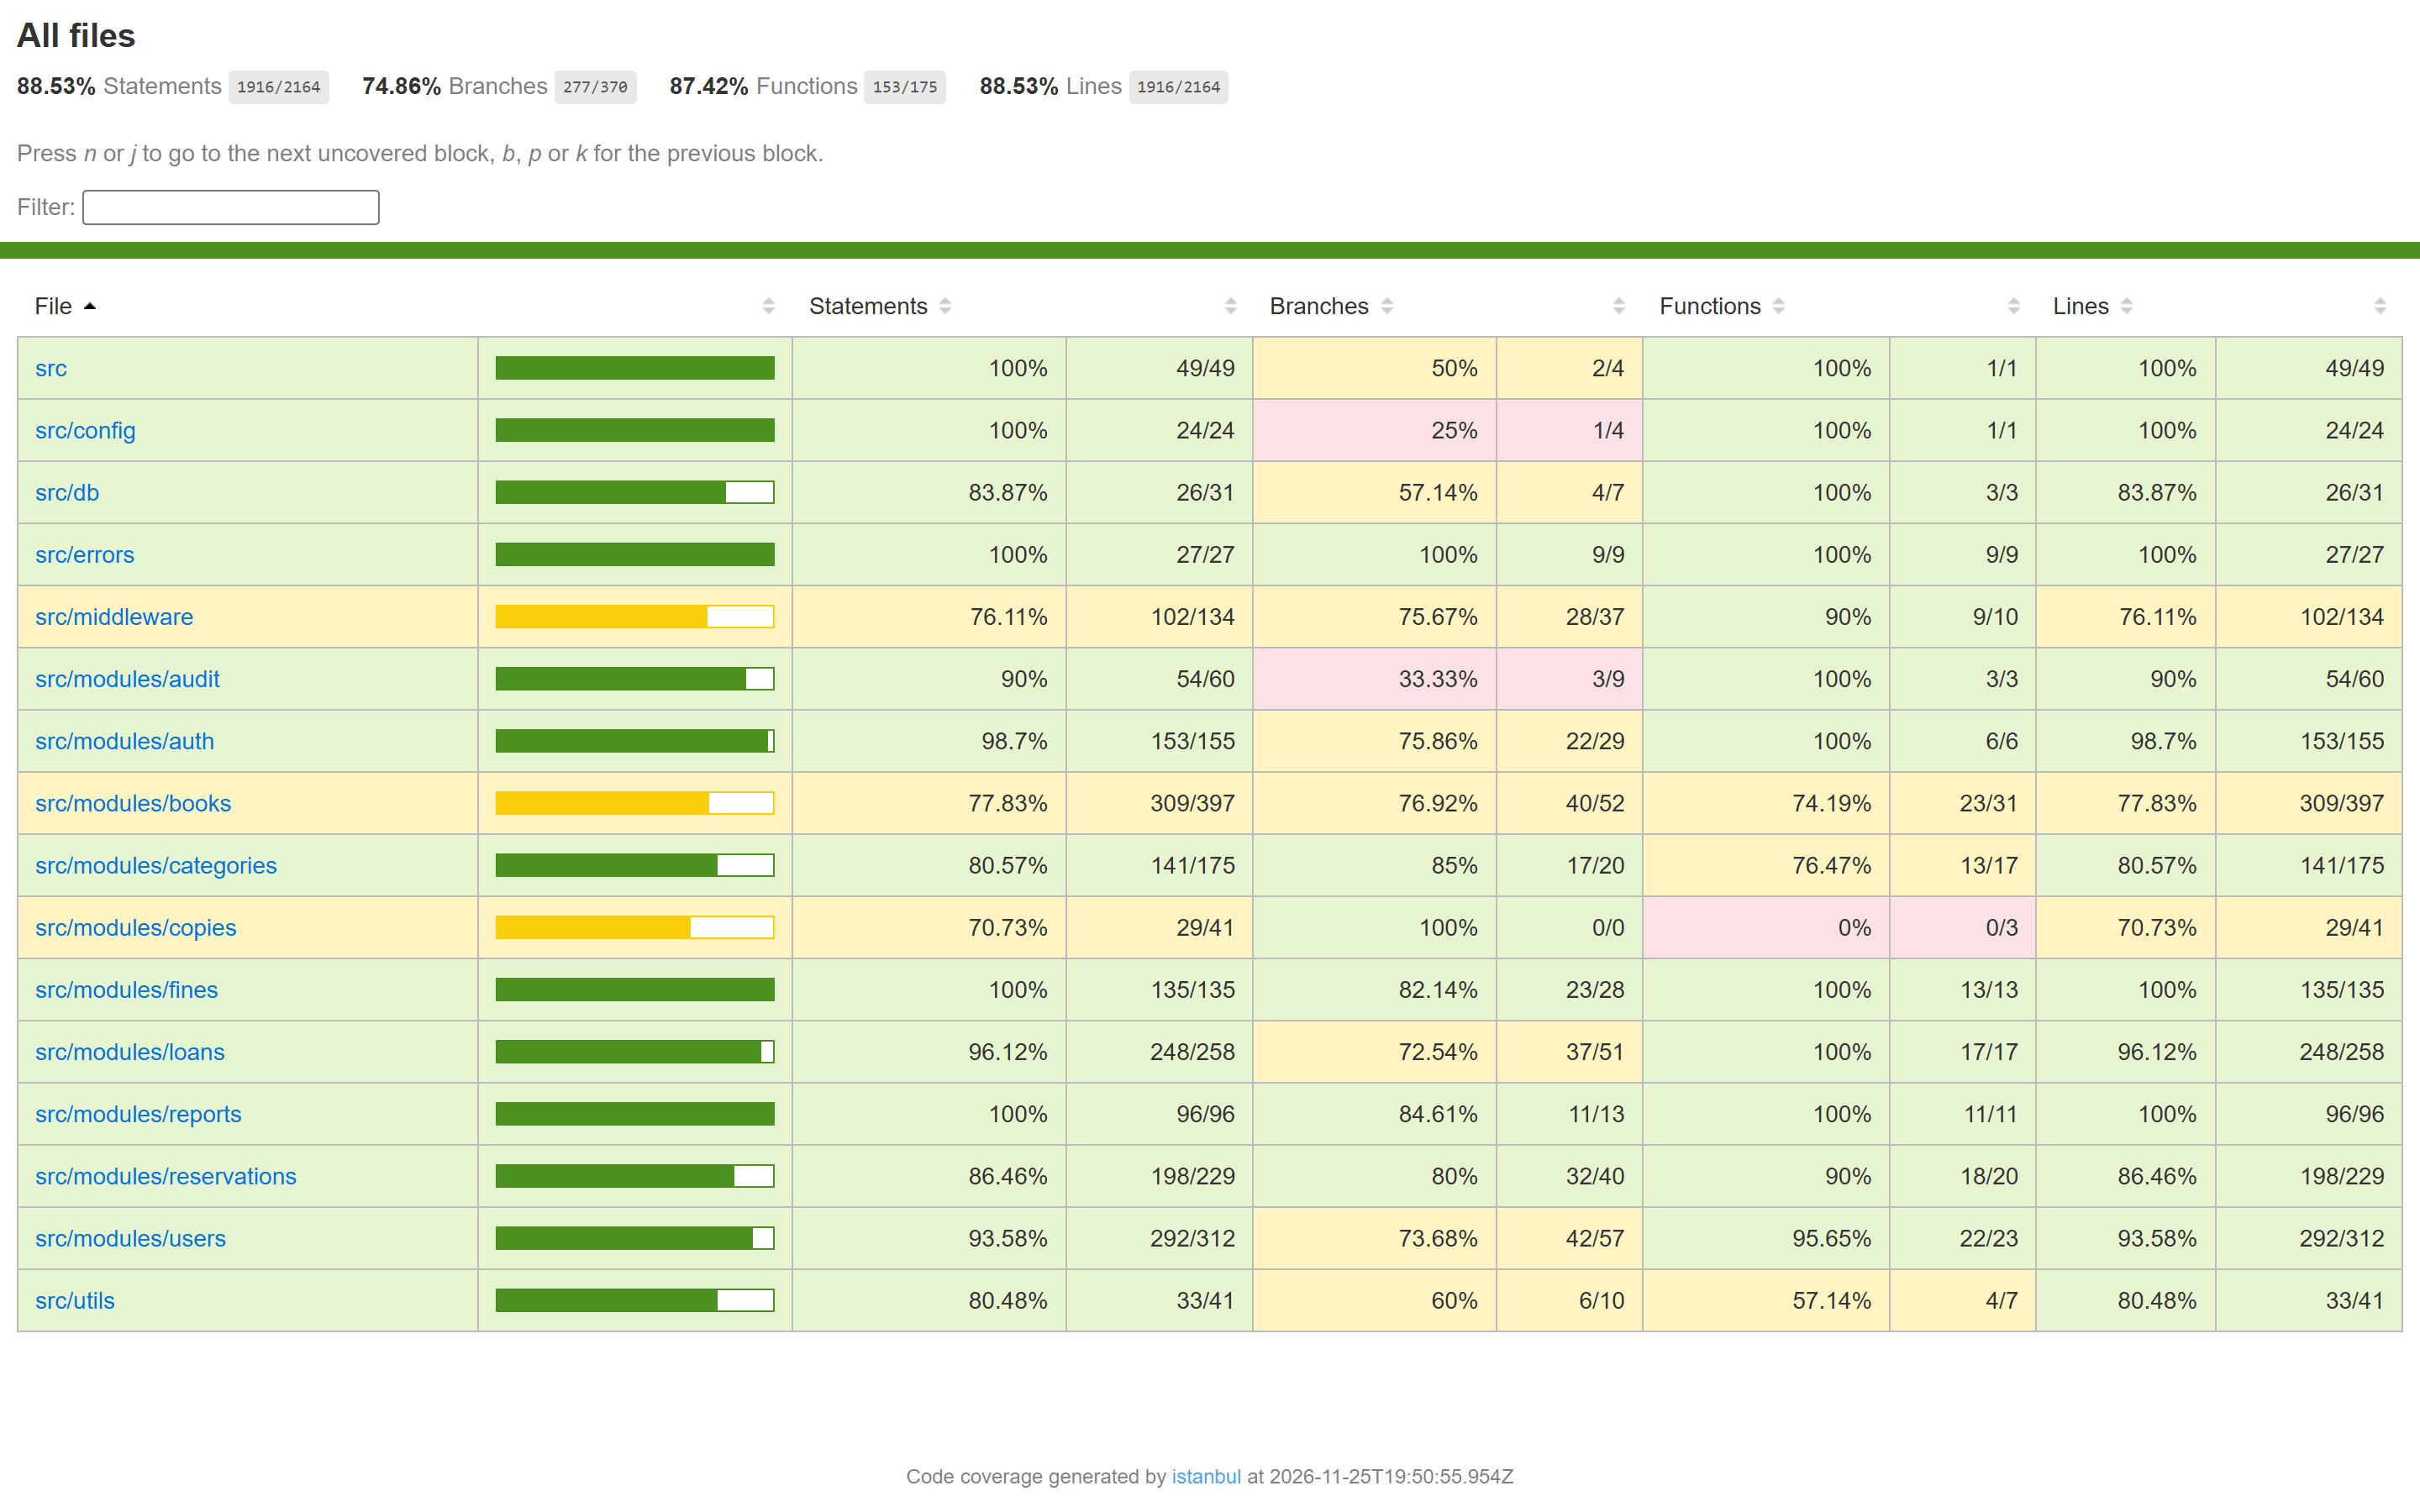 All files
88.53% Statements 1916/2164 74.86% Branches 277/370 87.42% Functions 153/175 88.53% Lines 1916/2164
Press n or j to go to the next uncovered block, b, p or k for the previous block.
Filter:
File Statements Branches Functions Lines
src 100% 49/49 50% 2/4 100% 1/1 100% 49/49
src/config 100% 24/24 25% 1/4 100% 1/1 100% 24/24
src/db 83.87% 26/31 57.14% 4/7 100% 3/3 83.87% 26/31
src/errors 100% 27/27 100% 9/9 100% 9/9 100% 27/27
src/middleware 76.11% 102/134 75.67% 28/37 90% 9/10 76.11% 102/134
src/modules/audit 90% 54/60 33.33% 3/9 100% 3/3 90% 54/60
src/modules/auth 98.7% 153/155 75.86% 22/29 100% 6/6 98.7% 153/155
src/modules/books 77.83% 309/397 76.92% 40/52 74.19% 23/31 77.83% 309/397
src/modules/categories 80.57% 141/175 85% 17/20 76.47% 13/17 80.57% 141/175
src/modules/copies 70.73% 29/41 100% 0/0 0% 0/3 70.73% 29/41
src/modules/fines 100% 135/135 82.14% 23/28 100% 13/13 100% 135/135
src/modules/loans 96.12% 248/258 72.54% 37/51 100% 17/17 96.12% 248/258
src/modules/reports 100% 96/96 84.61% 11/13 100% 11/11 100% 96/96
src/modules/reservations 86.46% 198/229 80% 32/40 90% 18/20 86.46% 198/229
src/modules/users 93.58% 292/312 73.68% 42/57 95.65% 22/23 93.58% 292/312
src/utils 80.48% 33/41 60% 6/10 57.14% 4/7 80.48% 33/41
Code coverage generated by istanbul at 2026-11-25T19:50:55.954Z